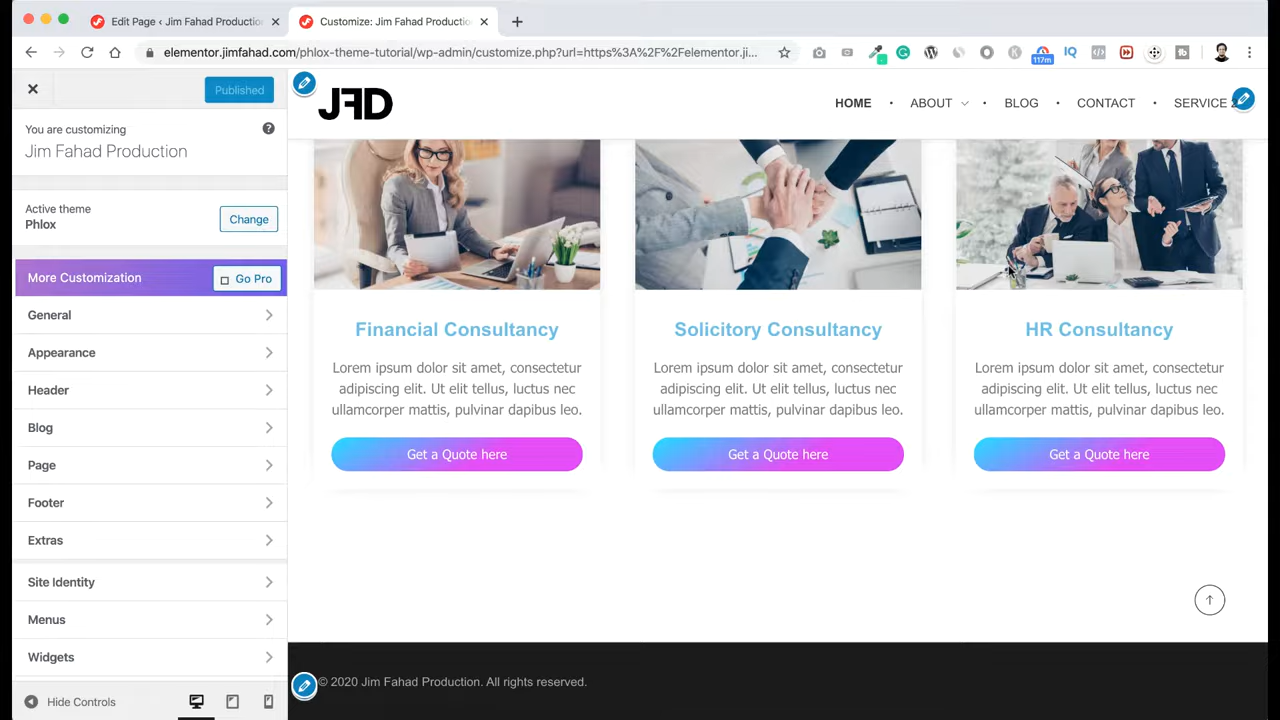 Edit Page ‹ Jim Fahad Production
Customize: Jim Fahad Productio
elementor.jimfahad.com/phlox-theme-tutorial/wp-admin/customize.php?url=https%3A%2F%2Felementor.ji...
117m
IQ
Published
You are customizing
Jim Fahad Production
Active theme
Phlox
Change
More Customization
Go Pro
General
Appearance
Header
Blog
Page
Footer
Extras
Site Identity
Menus
Widgets
Hide Controls
JFD
HOME • ABOUT • BLOG • CONTACT • SERVICE
Financial Consultancy
Lorem ipsum dolor sit amet, consectetur
adipiscing elit. Ut elit tellus, luctus nec
ullamcorper mattis, pulvinar dapibus leo.
Get a Quote here
Solicitory Consultancy
Lorem ipsum dolor sit amet, consectetur
adipiscing elit. Ut elit tellus, luctus nec
ullamcorper mattis, pulvinar dapibus leo.
Get a Quote here
HR Consultancy
Lorem ipsum dolor sit amet, consectetur
adipiscing elit. Ut elit tellus, luctus nec
ullamcorper mattis, pulvinar dapibus leo.
Get a Quote here
© 2020 Jim Fahad Production. All rights reserved.